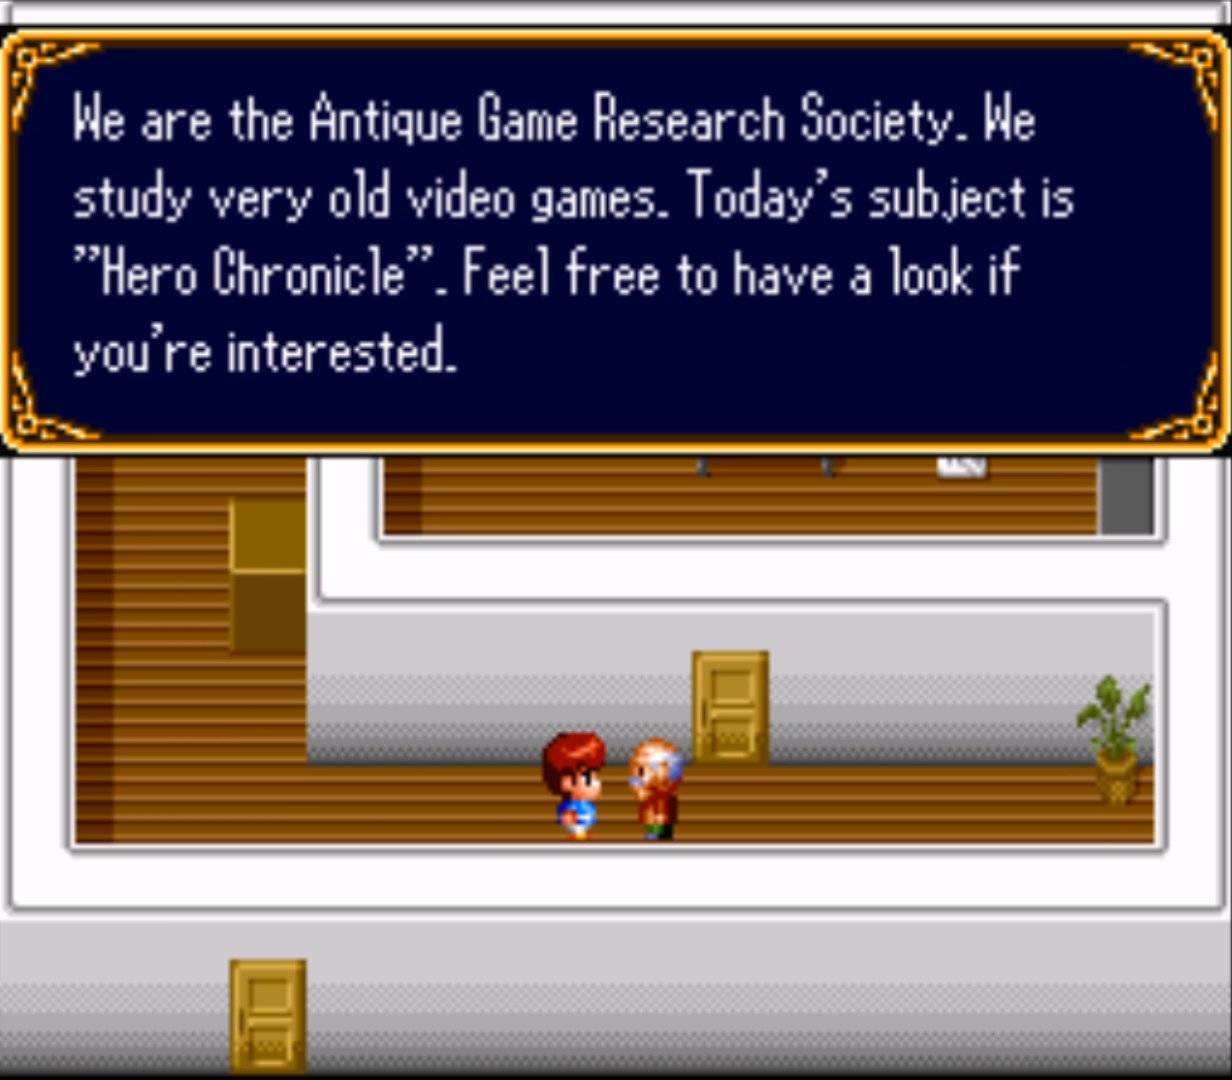 We are the Antique Game Research Society. We
study very old video games. Today's subject is
"Hero Chronicle". Feel free to have a look if
you're interested.